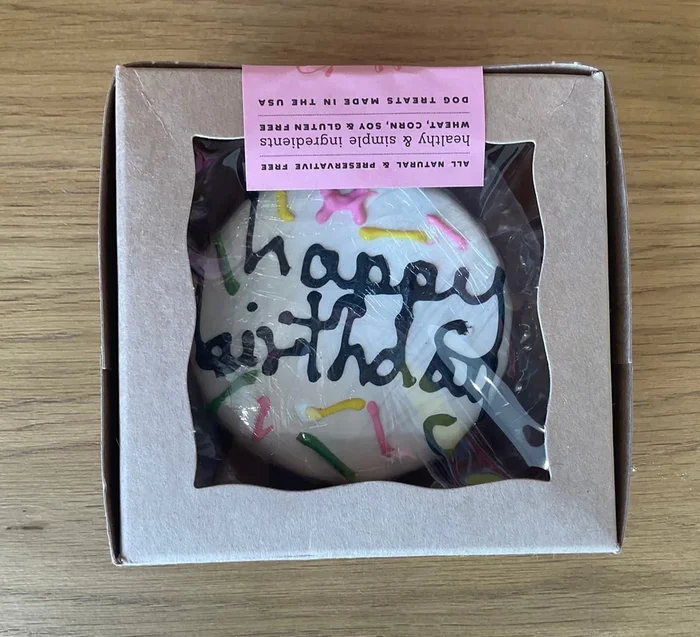 ALL NATURAL & PRESERVATIVE FREE
healthy & simple ingredients
WHEAT, CORN, SOY & GLUTEN FREE
DOG TREATS MADE IN THE USA
happy
birthday